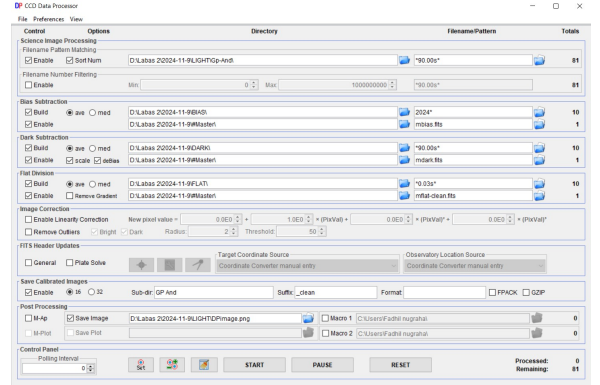 DP CCD Data Processor
File Preferences View
Control Options Directory Filename/Pattern Totals
Science Image Processing
Filename Pattern Matching
Enable Sort Num D:\Labas 2\2024-11-9\LIGHT\Gp-And\ *90.00s* 81
Filename Number Filtering
Enable Min: 0 Max: 1000000000 *90.00s* 81
Bias Subtraction
Build ave med D:\Labas 2\2024-11-9\BIAS\ 2024* 10
Enable D:\Labas 2\2024-11-9\#Master\ mbias.fits 1
Dark Subtraction
Build ave med D:\Labas 2\2024-11-9\DARK\ *90.00s* 10
Enable scale deBias D:\Labas 2\2024-11-9\#Master\ mdark.fits 1
Flat Division
Build ave med D:\Labas 2\2024-11-9\FLAT\ *0.03s* 10
Enable Remove Gradient D:\Labas 2\2024-11-9\#Master\ mflat-clean.fits 1
Image Correction
Enable Linearity Correction New pixel value = 0.0E0 + 1.0E0 × (PixVal) + 0.0E0 × (PixVal)² + 0.0E0 × (PixVal)³
Remove Outliers Bright Dark Radius: 2 Threshold: 50
FITS Header Updates
Target Coordinate Source Observatory Location Source
General Plate Solve Coordinate Converter manual entry Coordinate Converter manual entry
Save Calibrated Images
Enable 16 32 Sub-dir: GP And Suffix: _clean Format: FPACK GZIP
Post Processing
M-Ap Save Image D:\Labas 2\2024-11-9\LIGHT\DPimage.png Macro 1 C:\Users\Fadhil nugraha\ 0
M-Plot Save Plot Macro 2 C:\Users\Fadhil nugraha\ 0
Control Panel
Polling Interval
0 Set START PAUSE RESET
Processed: 0
Remaining: 81